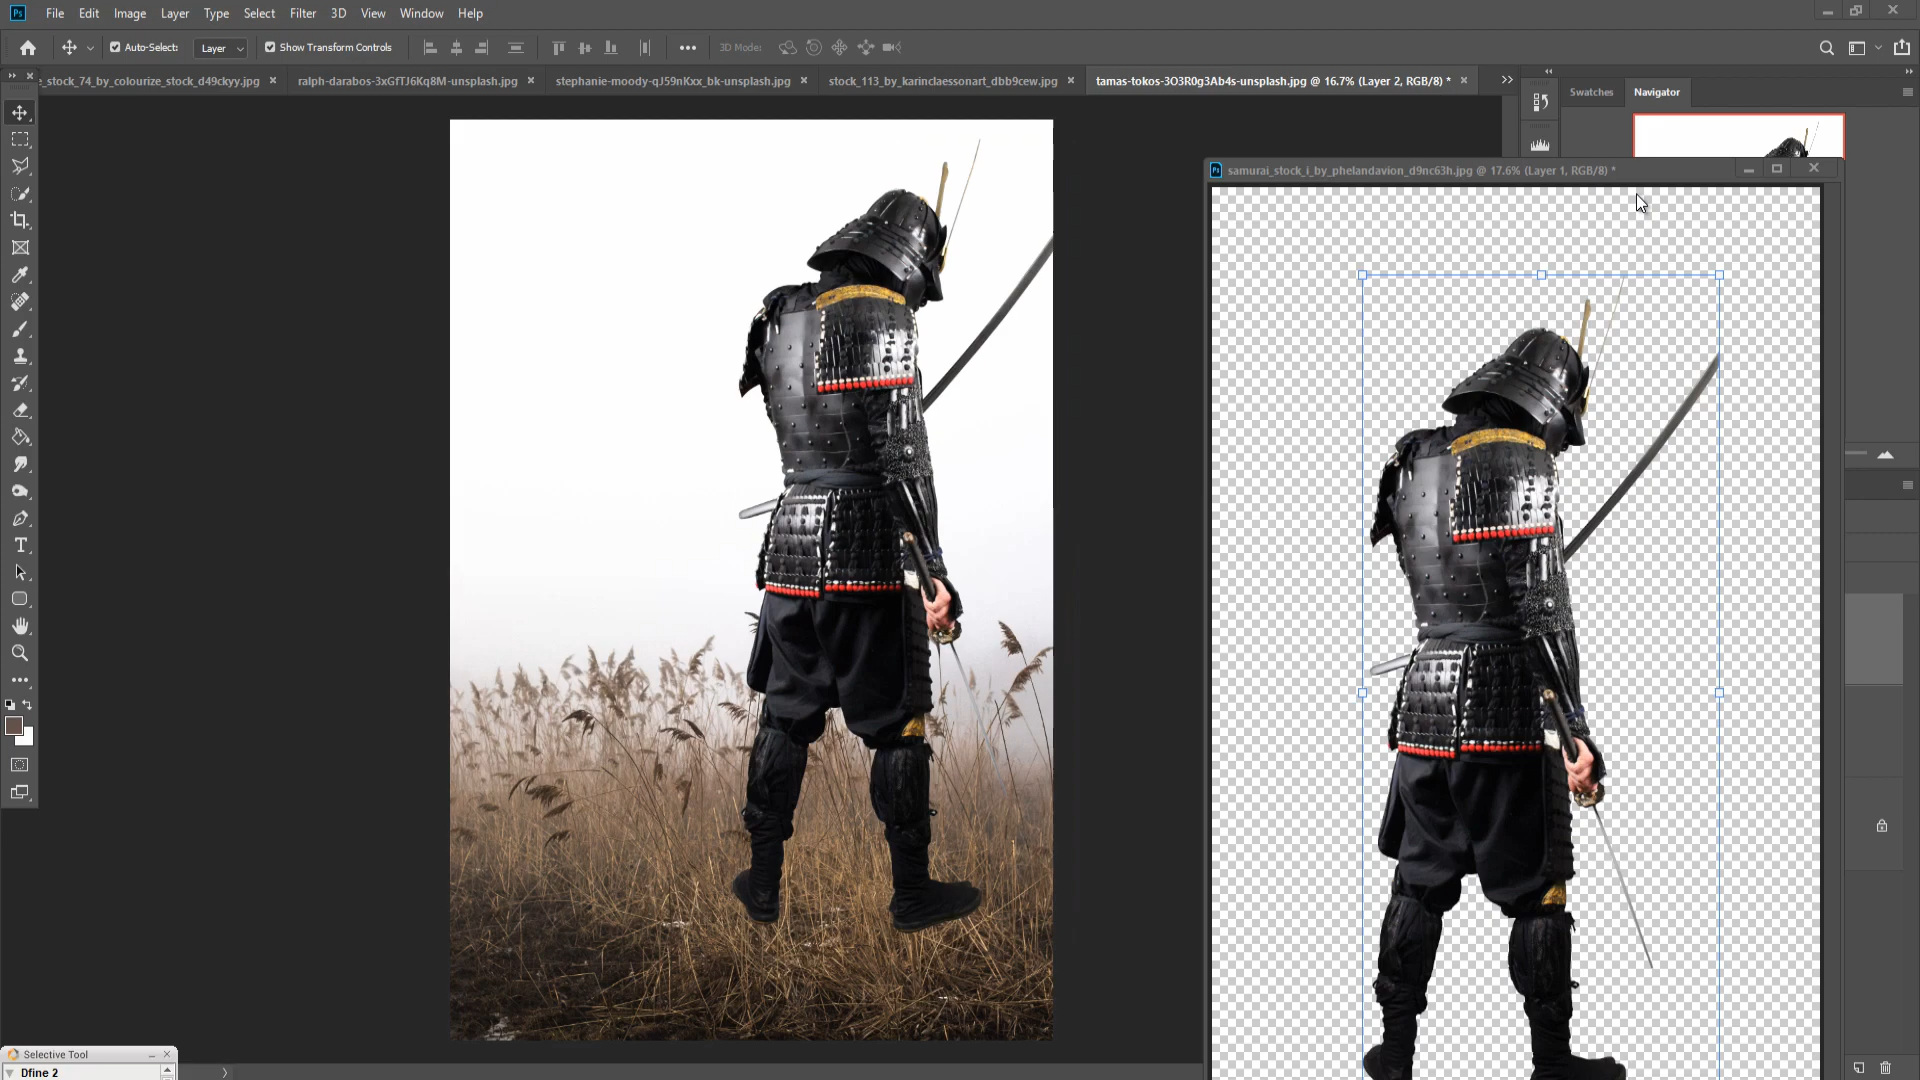 Ps File Edit Image Layer Type Select Filter 3D View Window Help
Auto-Select: Layer Show Transform Controls 3D Mode:
e_stock_74_by_colourize_stock_d49ckyy.jpg ralph-darabos-3xGfTJ6Kq8M-unsplash.jpg stephanie-moody-qJ59nKxx_bk-unsplash.jpg stock_113_by_karinclaessonart_dbb9cew.jpg tamas-tokos-3O3R0g3Ab4s-unsplash.jpg @ 16.7% (Layer 2, RGB/8) *
Swatches Navigator
Ps samurai_stock_i_by_phelandavion_d9nc63h.jpg @ 17.6% (Layer 1, RGB/8) *
Selective Tool
Dfine 2